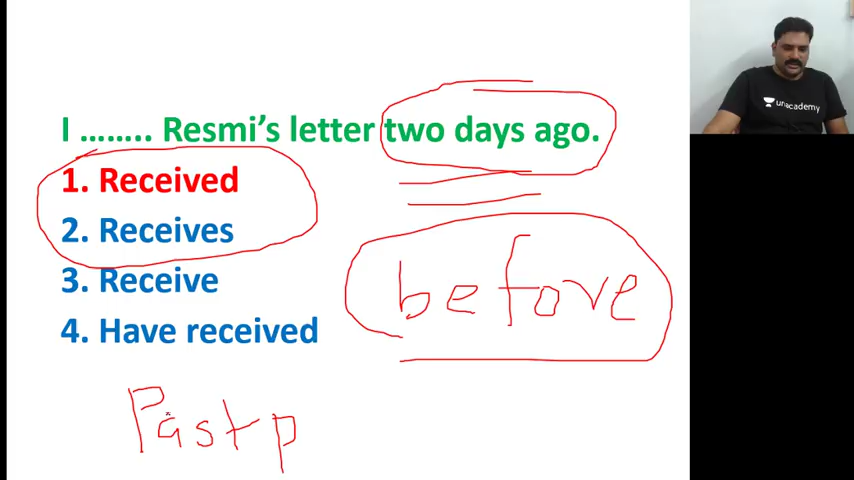 I …….. Resmi's letter two days ago.
1. Received
2. Receives
3. Receive
4. Have received
before
Past p
unacademy